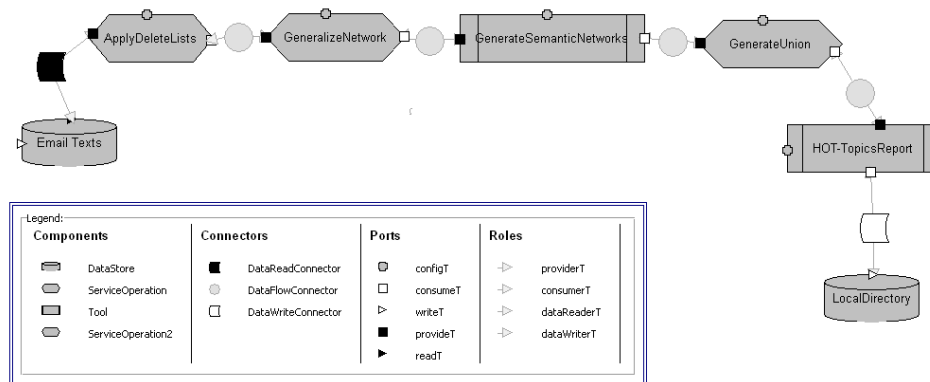 ApplyDeleteLists
GeneralizeNetwork
GenerateSemanticNetworks
GenerateUnion
Email Texts
HOT-TopicsReport
LocalDirectory
Legend:
Components
DataStore
ServiceOperation
Tool
ServiceOperation2
Connectors
DataReadConnector
DataFlowConnector
DataWriteConnector
Ports
configT
consumeT
writeT
provideT
readT
Roles
providerT
consumerT
dataReaderT
dataWriterT